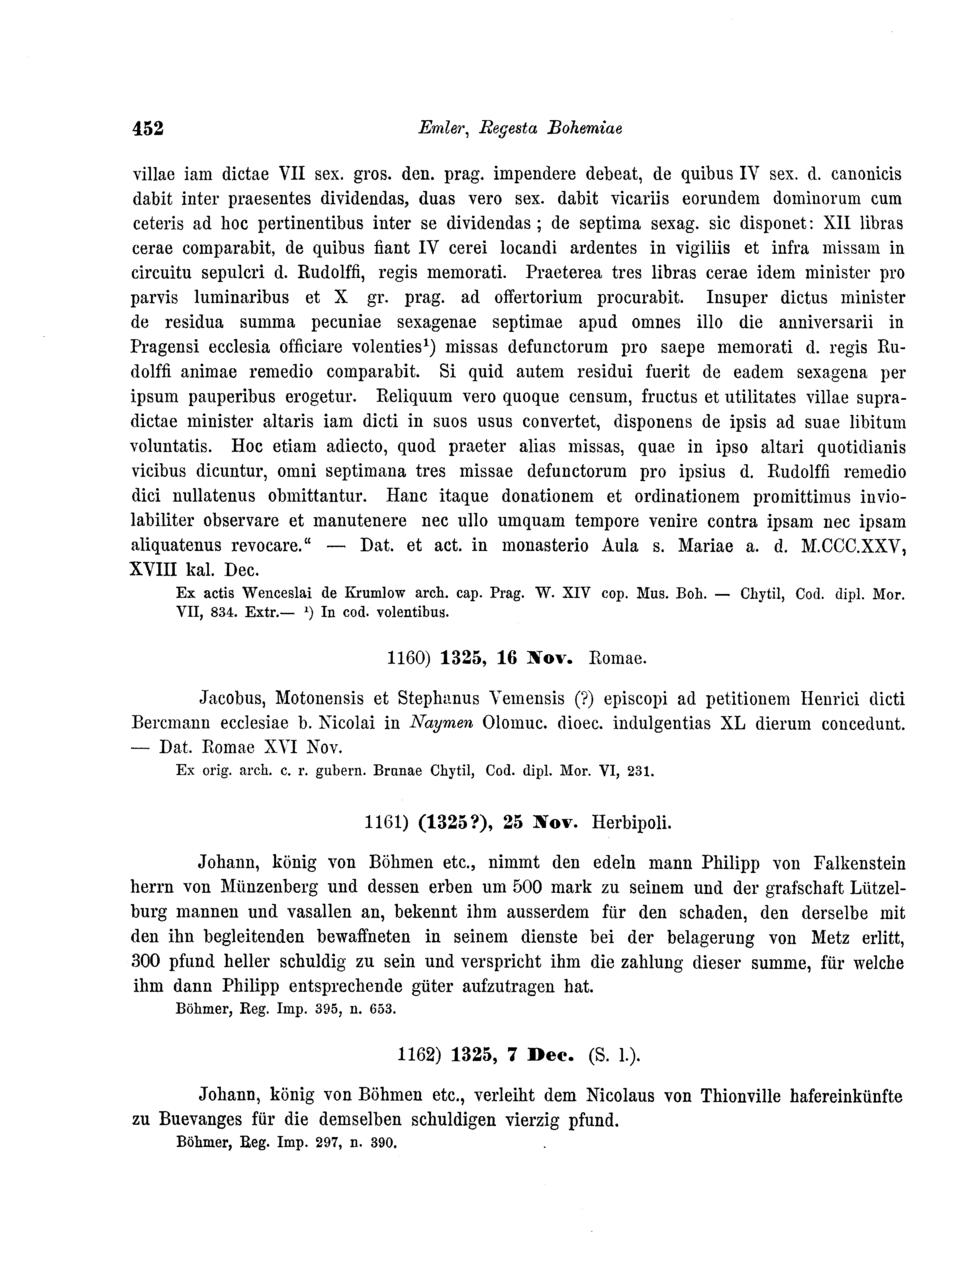 452 Emler, Regesta Bohemiae
villae iam dictae VII sex. gros. den. prag. impendere debeat, de quibus IV sex. d. canonicis
dabit inter praesentes dividendas, duas vero sex. dabit vicariis eorundem dominorum cum
ceteris ad hoc pertinentibus inter se dividendas ; de septima sexag. sic disponet: XII libras
cerae comparabit, de quibus fiant IV cerei locandi ardentes in vigiliis et infra missam in
circuitu sepulcri d. Rudolffi, regis memorati. Praeterea tres libras cerae idem minister pro
parvis luminaribus et X gr. prag. ad offertorium procurabit. Insuper dictus minister
de residua summa pecuniae sexagenae septimae apud omnes illo die anniversarii in
Pragensi ecclesia officiare volenties¹) missas defunctorum pro saepe memorati d. regis Ru-
dolffi animae remedio comparabit. Si quid autem residui fuerit de eadem sexagena per
ipsum pauperibus erogetur. Reliquum vero quoque censum, fructus et utilitates villae supra-
dictae minister altaris iam dicti in suos usus convertet, disponens de ipsis ad suae libitum
voluntatis. Hoc etiam adiecto, quod praeter alias missas, quae in ipso altari quotidianis
vicibus dicuntur, omni septimana tres missae defunctorum pro ipsius d. Rudolffi remedio
dici nullatenus obmittantur. Hanc itaque donationem et ordinationem promittimus invio-
labiliter observare et manutenere nec ullo umquam tempore venire contra ipsam nec ipsam
aliquatenus revocare.“ — Dat. et act. in monasterio Aula s. Mariae a. d. M.CCC.XXV,
XVIII kal. Dec.
Ex actis Wenceslai de Krumlow arch. cap. Prag. W. XIV cop. Mus. Boh. — Chytil, Cod. dipl. Mor.
VII, 834. Extr.— ¹) In cod. volentibus.
1160) 1325, 16 Nov. Romae.
Jacobus, Motonensis et Stephanus Vemensis (?) episcopi ad petitionem Henrici dicti
Bercmann ecclesiae b. Nicolai in Naymen Olomuc. dioec. indulgentias XL dierum concedunt.
— Dat. Romae XVI Nov.
Ex orig. arch. c. r. gubern. Brunae Chytil, Cod. dipl. Mor. VI, 231.
1161) (1325?), 25 Nov. Herbipoli.
Johann, könig von Böhmen etc., nimmt den edeln mann Philipp von Falkenstein
herrn von Münzenberg und dessen erben um 500 mark zu seinem und der grafschaft Lützel-
burg mannen und vasallen an, bekennt ihm ausserdem für den schaden, den derselbe mit
den ihn begleitenden bewaffneten in seinem dienste bei der belagerung von Metz erlitt,
300 pfund heller schuldig zu sein und verspricht ihm die zahlung dieser summe, für welche
ihm dann Philipp entsprechende güter aufzutragen hat.
Böhmer, Reg. Imp. 395, n. 653.
1162) 1325, 7 Dec. (S. l.).
Johann, könig von Böhmen etc., verleiht dem Nicolaus von Thionville hafereinkünfte
zu Buevanges für die demselben schuldigen vierzig pfund.
Böhmer, Reg. Imp. 297, n. 390.